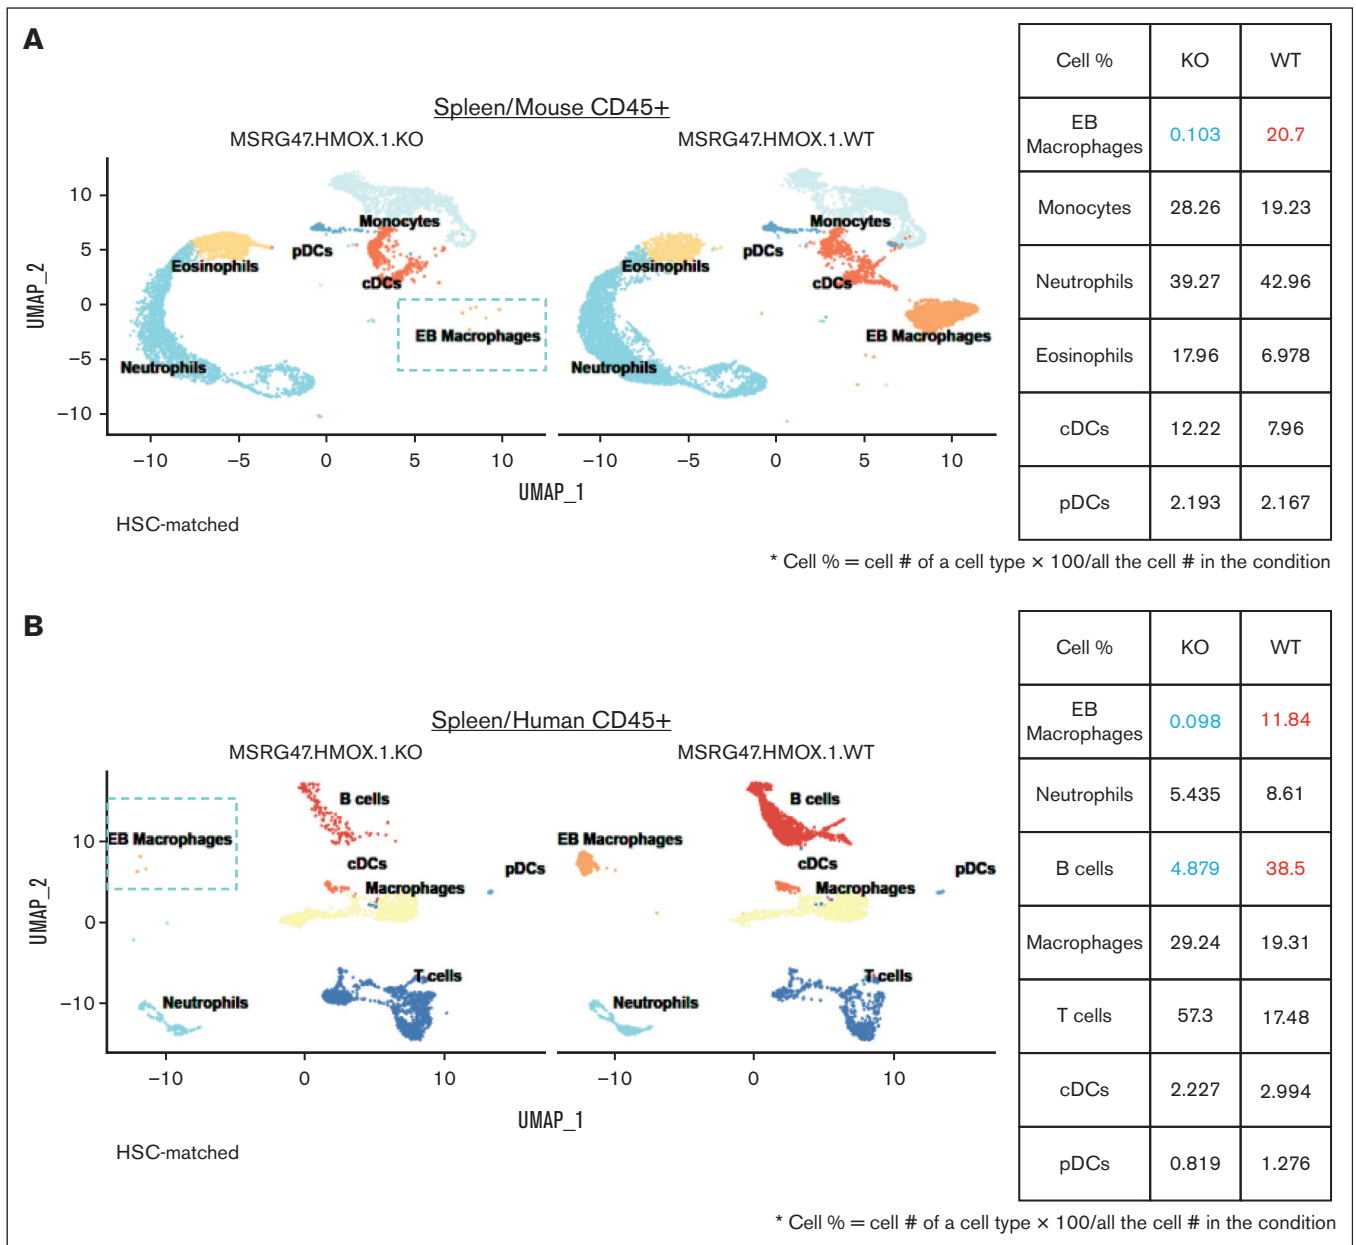 A
Spleen/Mouse CD45+
MSRG47.HMOX.1.KO
MSRG47.HMOX.1.WT
UMAP_2
10
5
0
−5
−10
Monocytes
pDCs
Eosinophils
cDCs
EB Macrophages
Neutrophils
Monocytes
pDCs
Eosinophils
cDCs
EB Macrophages
Neutrophils
−10 −5 0 5 10
−10 −5 0 5 10
UMAP_1
HSC-matched
Cell % KO WT
EB Macrophages 0.103 20.7
Monocytes 28.26 19.23
Neutrophils 39.27 42.96
Eosinophils 17.96 6.978
cDCs 12.22 7.96
pDCs 2.193 2.167
* Cell % = cell # of a cell type × 100/all the cell # in the condition
B
Spleen/Human CD45+
MSRG47.HMOX.1.KO
MSRG47.HMOX.1.WT
UMAP_2
10
0
−10
B cells
EB Macrophages
cDCs
pDCs
Macrophages
T cells
Neutrophils
B cells
EB Macrophages
cDCs
pDCs
Macrophages
T cells
Neutrophils
−10 0 10
−10 0 10
UMAP_1
HSC-matched
Cell % KO WT
EB Macrophages 0.098 11.84
Neutrophils 5.435 8.61
B cells 4.879 38.5
Macrophages 29.24 19.31
T cells 57.3 17.48
cDCs 2.227 2.994
pDCs 0.819 1.276
* Cell % = cell # of a cell type × 100/all the cell # in the condition